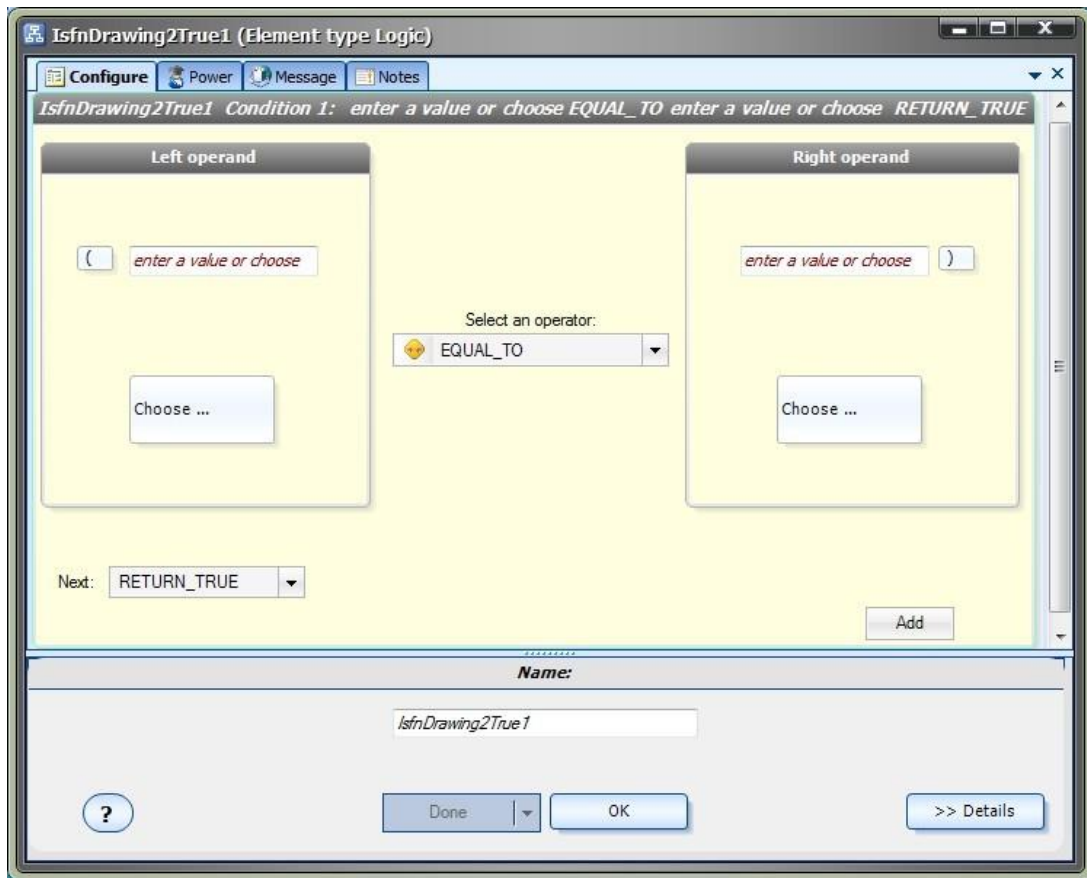 IsfnDrawing2True1 (Element type Logic)
Configure Power Message Notes
IsfnDrawing2True1 Condition 1: enter a value or choose EQUAL_TO enter a value or choose RETURN_TRUE
Left operand
Right operand
( enter a value or choose
enter a value or choose )
Select an operator:
EQUAL_TO
Choose ...
Choose ...
Next: RETURN_TRUE
Add
Name:
IsfnDrawing2True1
? Done OK >> Details